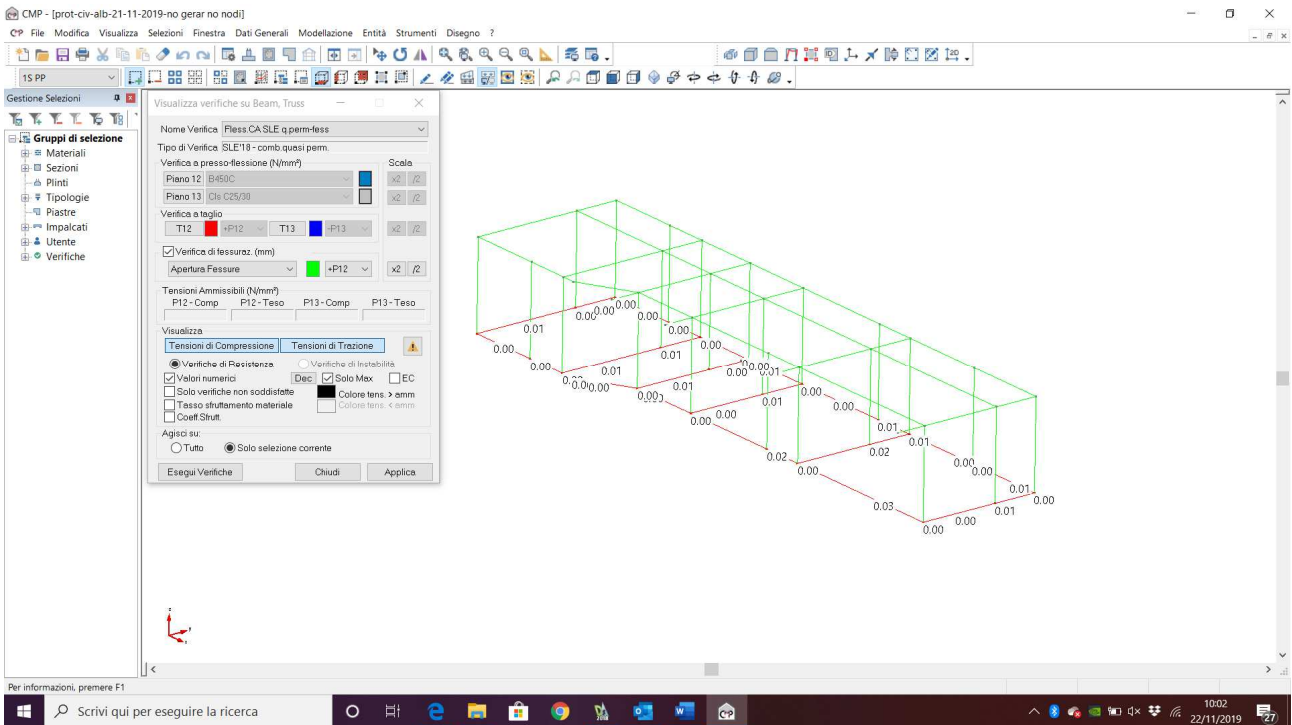 CMP - [prot-civ-alb-21-11-2019-no gerar no nodi]
File Modifica Visualizza Selezioni Finestra Dati Generali Modellazione Entità Strumenti Disegno ?
1S PP
Gestione Selezioni
Gruppi di selezione
Materiali
Sezioni
Plinti
Tipologie
Piastre
Impalcati
Utente
Verifiche
Visualizza verifiche su Beam, Truss
Nome Verifica Fless.CA SLE q.perm-fess
Tipo di Verifica SLE'18 - comb.quasi perm.
Verifica a presso-flessione (N/mm²) Scala
Piano 12 B450C x2 /2
Piano 13 Cls C25/30 x2 /2
Verifica a taglio
T12 +P12 T13 +P13 x2 /2
Verifica di fessuraz. (mm)
Apertura Fessure +P12 x2 /2
Tensioni Ammissibili (N/mm²)
P12 - Comp P12 - Teso P13 - Comp P13 - Teso
Visualizza
Tensioni di Compressione Tensioni di Trazione
Verifiche di Resistenza Verifiche di Instabilità
Valori numerici Dec Solo Max EC
Solo verifiche non soddisfatte Colore tens. > amm
Tasso sfruttamento materiale Colore tens. < amm
Coeff.Sfrutt.
Agisci su:
Tutto Solo selezione corrente
Esegui Verifiche Chiudi Applica
0.00 0.00
0.01 0.00 0.00
0.00 0.01 0.00
0.00 0.01 0.00 0.01
0.00 0.01 0.00
0.00 0.00 0.01 0.00
0.01 0.01
0.02 0.00 0.02 0.00 0.00
0.03 0.01 0.00
0.00 0.00 0.01
Per informazioni, premere F1
Scrivi qui per eseguire la ricerca
10:02
22/11/2019
27